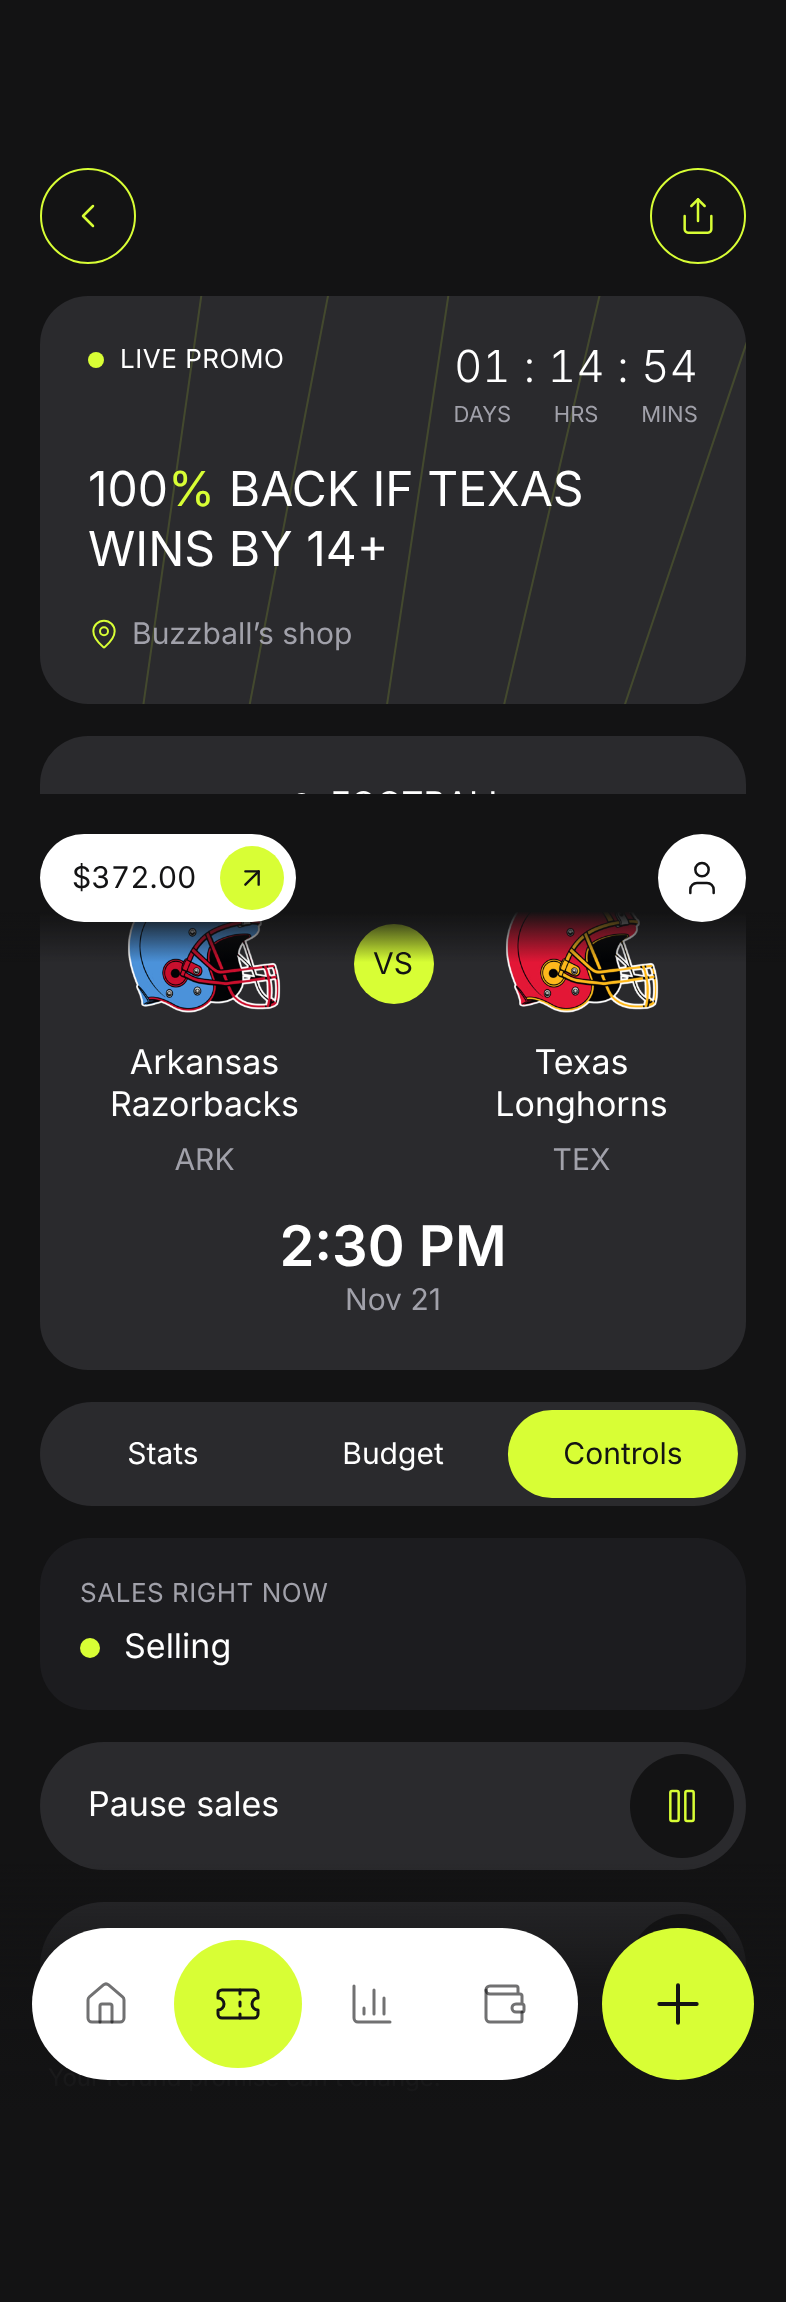 LIVE PROMO
01 : 14 : 54
DAYS HRS MINS
100% BACK IF TEXAS
WINS BY 14+
Buzzball’s shop
FOOTBALL
$372.00
VS
Arkansas
Razorbacks
Texas
Longhorns
ARK
TEX
2:30 PM
Nov 21
Stats
Budget
Controls
SALES RIGHT NOW
Selling
Pause sales